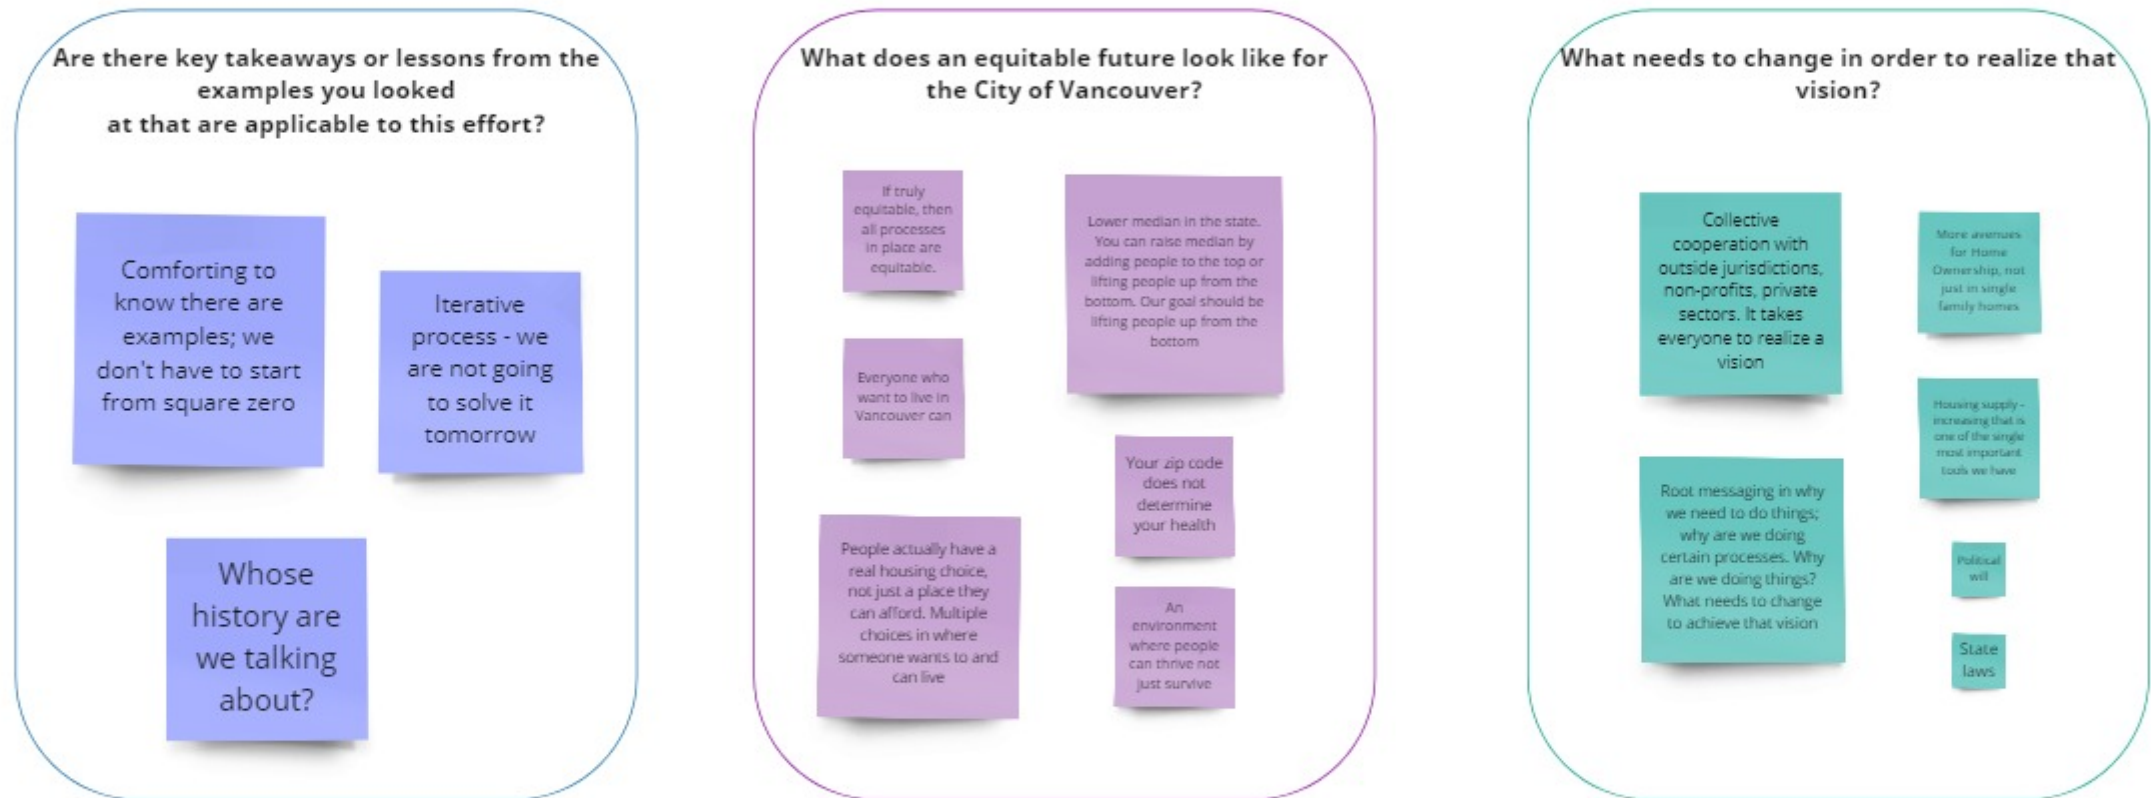 Are there key takeaways or lessons from the
examples you looked
at that are applicable to this effort?
Comforting to
know there are
examples; we
don't have to start
from square zero
Iterative
process - we
are not going
to solve it
tomorrow
Whose
history are
we talking
about?
What does an equitable future look like for
the City of Vancouver?
If truly
equitable, then
all processes
in place are
equitable.
Lower median in the state.
You can raise median by
adding people to the top or
lifting people up from the
bottom. Our goal should be
lifting people up from the
bottom
Everyone who
want to live in
Vancouver can
Your zip code
does not
determine
your health
People actually have a
real housing choice,
not just a place they
can afford. Multiple
choices in where
someone wants to and
can live
An
environment
where people
can thrive not
just survive
What needs to change in order to realize that
vision?
Collective
cooperation with
outside jurisdictions,
non-profits, private
sectors. It takes
everyone to realize a
vision
More avenues
for Home
Ownership, not
just in single
family homes
Housing supply -
increasing that is
one of the single
most important
tools we have
Root messaging in why
we need to do things;
why are we doing
certain processes. Why
are we doing things?
What needs to change
to achieve that vision
Political
will
State
laws